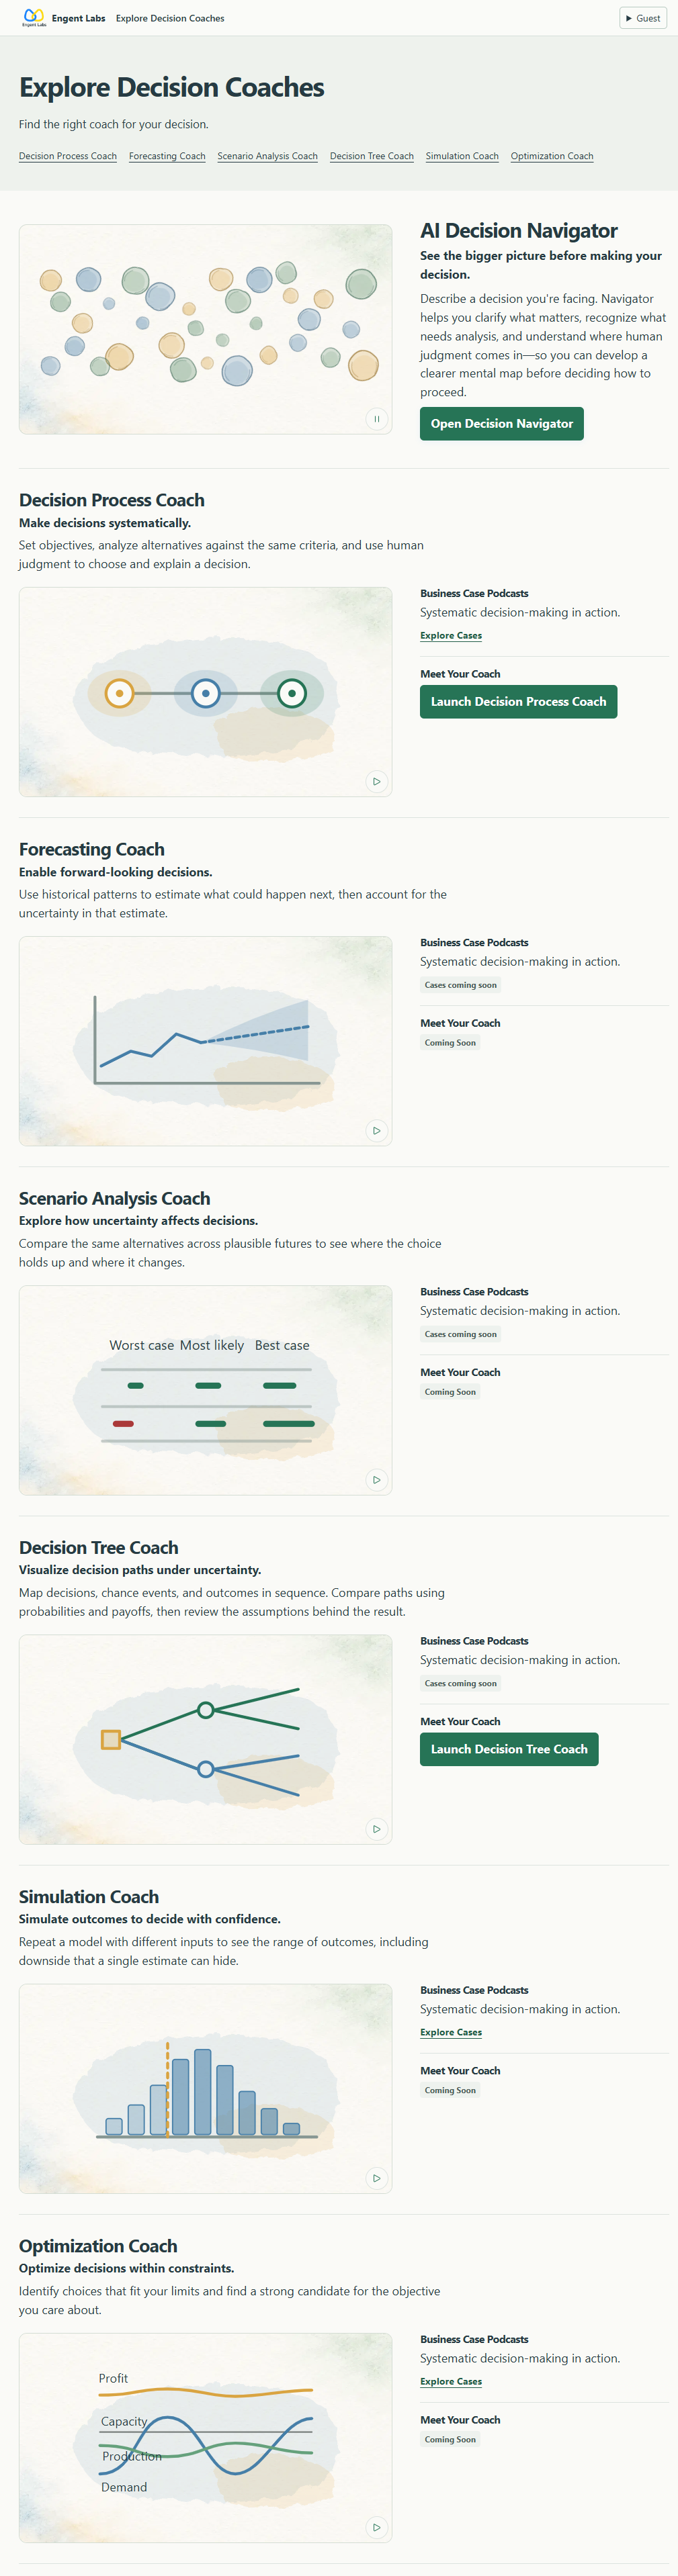 Engent Labs
Engent Labs Explore Decision Coaches
Guest
Explore Decision Coaches
Find the right coach for your decision.
Decision Process Coach Forecasting Coach Scenario Analysis Coach Decision Tree Coach Simulation Coach Optimization Coach
AI Decision Navigator
See the bigger picture before making your
decision.
Describe a decision you're facing. Navigator
helps you clarify what matters, recognize what
needs analysis, and understand where human
judgment comes in—so you can develop a
clearer mental map before deciding how to
proceed.
Open Decision Navigator
Decision Process Coach
Make decisions systematically.
Set objectives, analyze alternatives against the same criteria, and use human
judgment to choose and explain a decision.
Business Case Podcasts
Systematic decision-making in action.
Explore Cases
Meet Your Coach
Launch Decision Process Coach
Forecasting Coach
Enable forward-looking decisions.
Use historical patterns to estimate what could happen next, then account for the
uncertainty in that estimate.
Business Case Podcasts
Systematic decision-making in action.
Cases coming soon
Meet Your Coach
Coming Soon
Scenario Analysis Coach
Explore how uncertainty affects decisions.
Compare the same alternatives across plausible futures to see where the choice
holds up and where it changes.
Worst case Most likely Best case
Business Case Podcasts
Systematic decision-making in action.
Cases coming soon
Meet Your Coach
Coming Soon
Decision Tree Coach
Visualize decision paths under uncertainty.
Map decisions, chance events, and outcomes in sequence. Compare paths using
probabilities and payoffs, then review the assumptions behind the result.
Business Case Podcasts
Systematic decision-making in action.
Cases coming soon
Meet Your Coach
Launch Decision Tree Coach
Simulation Coach
Simulate outcomes to decide with confidence.
Repeat a model with different inputs to see the range of outcomes, including
downside that a single estimate can hide.
Business Case Podcasts
Systematic decision-making in action.
Explore Cases
Meet Your Coach
Coming Soon
Optimization Coach
Optimize decisions within constraints.
Identify choices that fit your limits and find a strong candidate for the objective
you care about.
Profit
Capacity
Production
Demand
Business Case Podcasts
Systematic decision-making in action.
Explore Cases
Meet Your Coach
Coming Soon